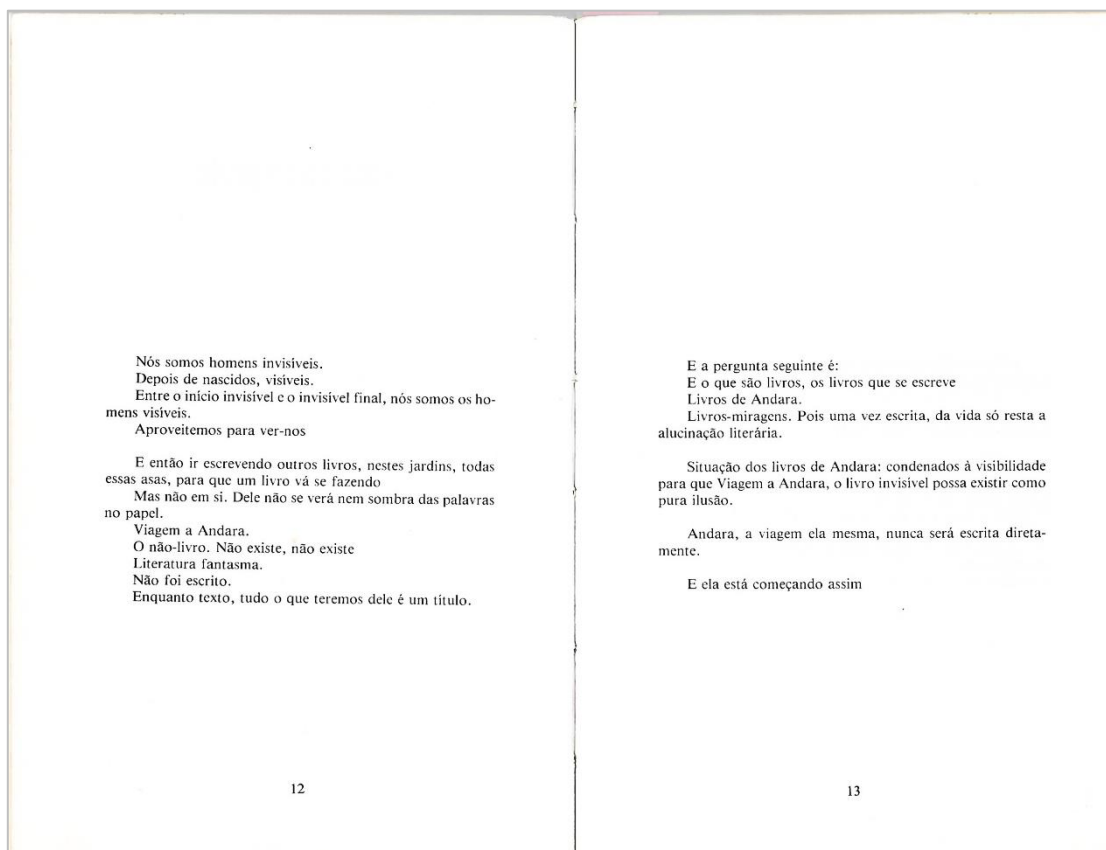 Nós somos homens invisíveis.
Depois de nascidos, visíveis.
Entre o início invisível e o invisível final, nós somos os ho-
mens visíveis.
Aproveitemos para ver-nos
E então ir escrevendo outros livros, nestes jardins, todas
essas asas, para que um livro vá se fazendo
Mas não em si. Dele não se verá nem sombra das palavras
no papel.
Viagem a Andara.
O não-livro. Não existe, não existe
Literatura fantasma.
Não foi escrito.
Enquanto texto, tudo o que teremos dele é um título.
12
E a pergunta seguinte é:
E o que são livros, os livros que se escreve
Livros de Andara.
Livros-miragens. Pois uma vez escrita, da vida só resta a
alucinação literária.
Situação dos livros de Andara: condenados à visibilidade
para que Viagem a Andara, o livro invisível possa existir como
pura ilusão.
Andara, a viagem ela mesma, nunca será escrita direta-
mente.
E ela está começando assim
13